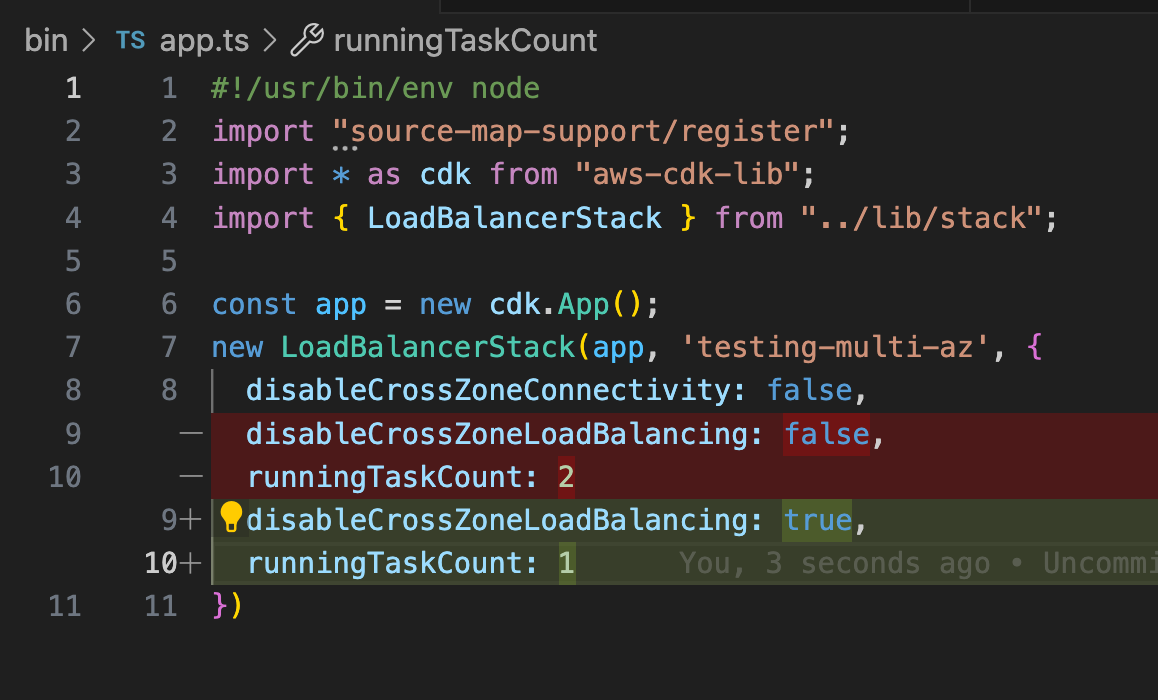 bin > TS app.ts > runningTaskCount
1 1 #!/usr/bin/env node
2 2 import "source-map-support/register";
3 3 import * as cdk from "aws-cdk-lib";
4 4 import { LoadBalancerStack } from "../lib/stack";
5 5
6 6 const app = new cdk.App();
7 7 new LoadBalancerStack(app, 'testing-multi-az', {
8 8 disableCrossZoneConnectivity: false,
9 — disableCrossZoneLoadBalancing: false,
10 — runningTaskCount: 2
9+ disableCrossZoneLoadBalancing: true,
10+ runningTaskCount: 1 You, 3 seconds ago • Uncommi
11 11 })